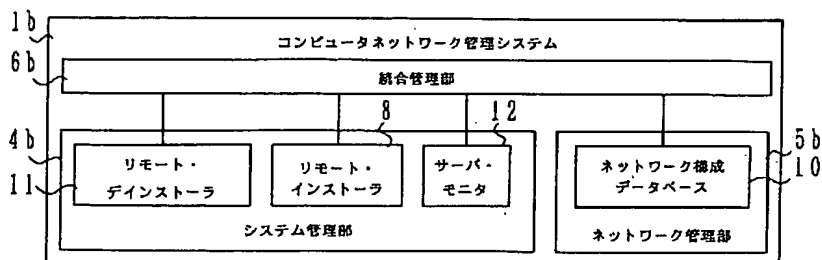 1b
コンピュータネットワーク管理システム
6b
統合管理部
8
12
4b
5b
リモート・
デインストーラ
リモート・
インストーラ
サーバ・
モニタ
ネットワーク構成
データベース
11
10
システム管理部
ネットワーク管理部